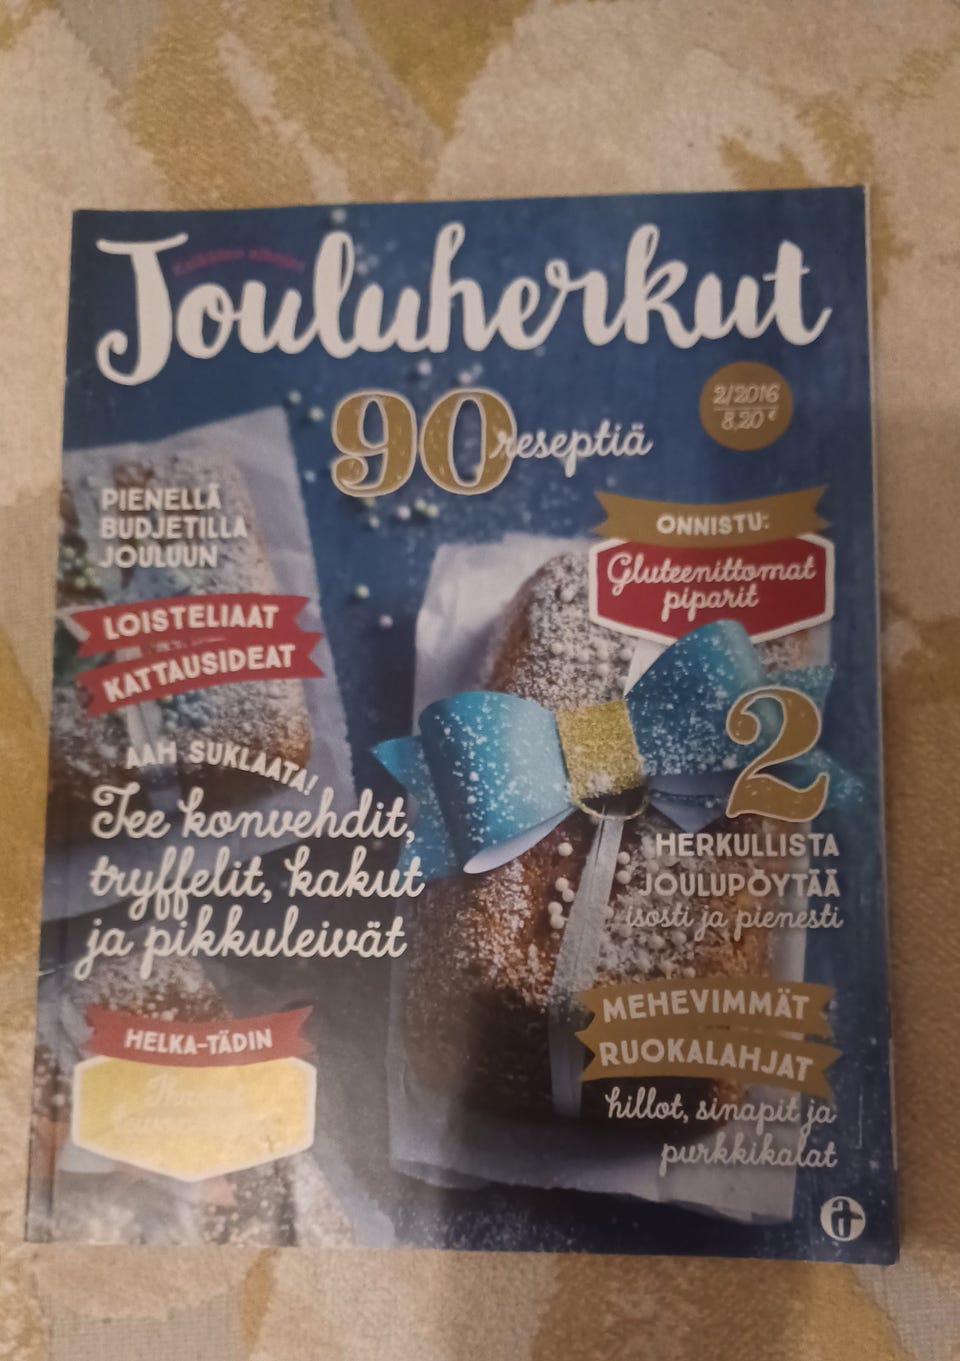 Jouluherkut
90 reseptiä
2/2016
8,20 €
PIENELLÄ
BUDJETILLA
JOULUUN
LOISTELIAAT
KATTAUSIDEAT
ONNISTU:
Gluteenittomat
piparit
AAH SUKLAATA!
Tee konvehdit,
tryffelit, kakut
ja pikkuleivät
2
HERKULLISTA
JOULUPÖYTÄÄ
isosti ja pienesti
HELKA-TÄDIN
MEHEVIMMÄT
RUOKALAHJAT
hillot, sinapit ja
purkkikalat